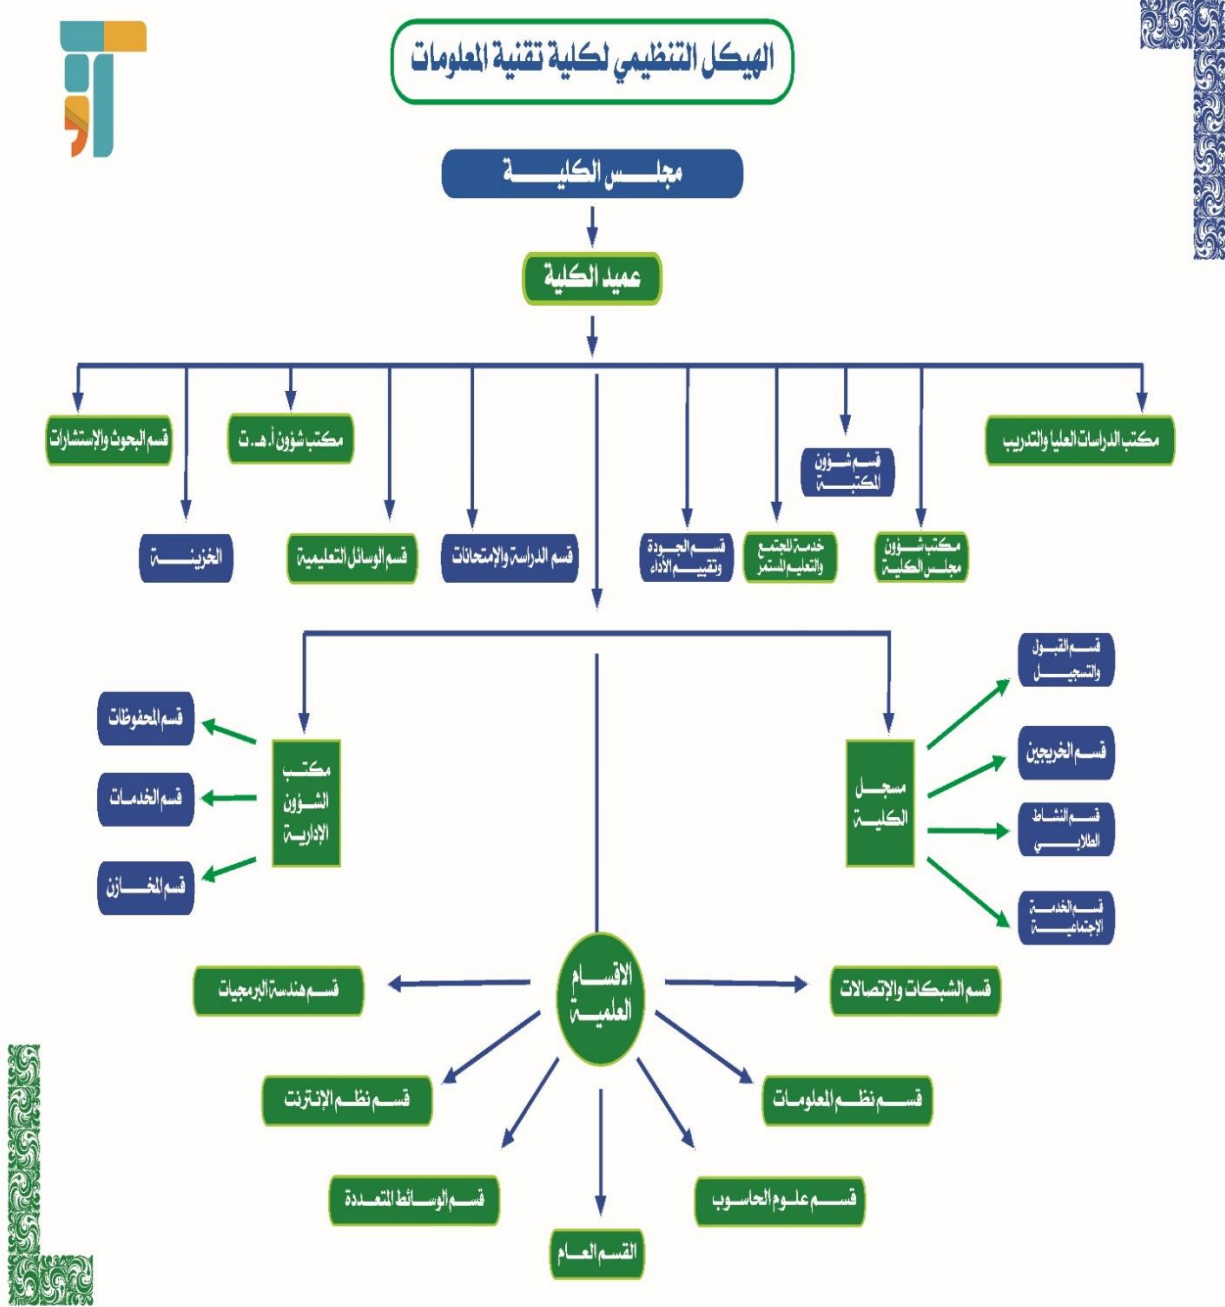 الهيكل التنظيمي لكلية تقنية المعلومات
مجلس الكلية
عميد الكلية
مكتب الدراسات العليا والتدريب
قسم شؤون
المكتبة
مكتب شؤون أ. هـ. ت
قسم البحوث والإستشارات
مكتب شؤون
مجلس الكلية
خدمة المجتمع
والتعليم المستمر
قسم الجودة
وتقييم الأداء
قسم الدراسة والإمتحانات
قسم الوسائل التعليمية
الخزينة
مسجل
الكلية
قسم القبول
والتسجيل
قسم الخريجين
قسم النشاط
الطلابي
قسم الخدمة
الإجتماعية
مكتب
الشؤون
الإدارية
قسم المحفوظات
قسم الخدمات
قسم المخازن
الاقسام
العلمية
قسم الشبكات والإتصالات
قسم نظم المعلومات
قسم علوم الحاسوب
القسم العام
قسم الوسائط المتعددة
قسم نظم الإنترنت
قسم هندسة البرمجيات